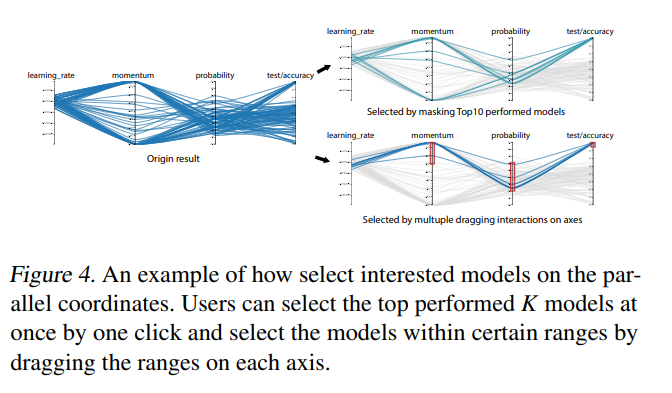 learning_rate momentum probability test/accuracy
Origin result
learning_rate momentum probability test/accuracy
Selected by masking Top10 performed models
learning_rate momentum probability test/accuracy
Selected by multuple dragging interactions on axes
Figure 4. An example of how select interested models on the par-
allel coordinates. Users can select the top performed K models at
once by one click and select the models within certain ranges by
dragging the ranges on each axis.